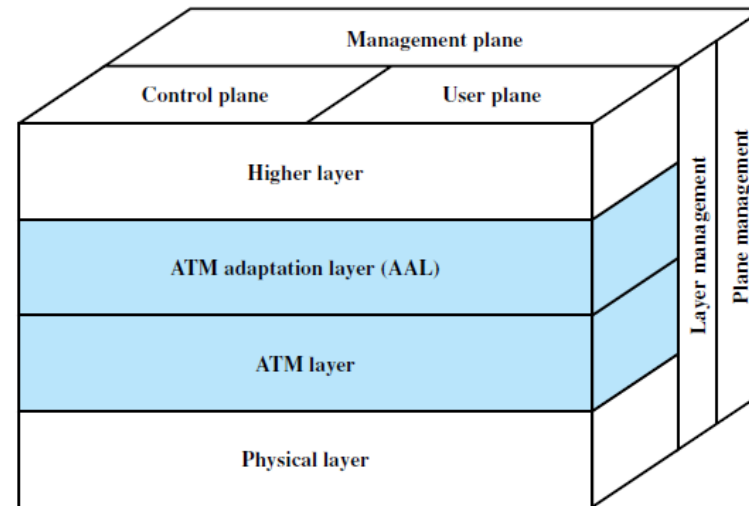 Management plane
Control plane
User plane
Higher layer
ATM adaptation layer (AAL)
ATM layer
Physical layer
Layer management
Plane management